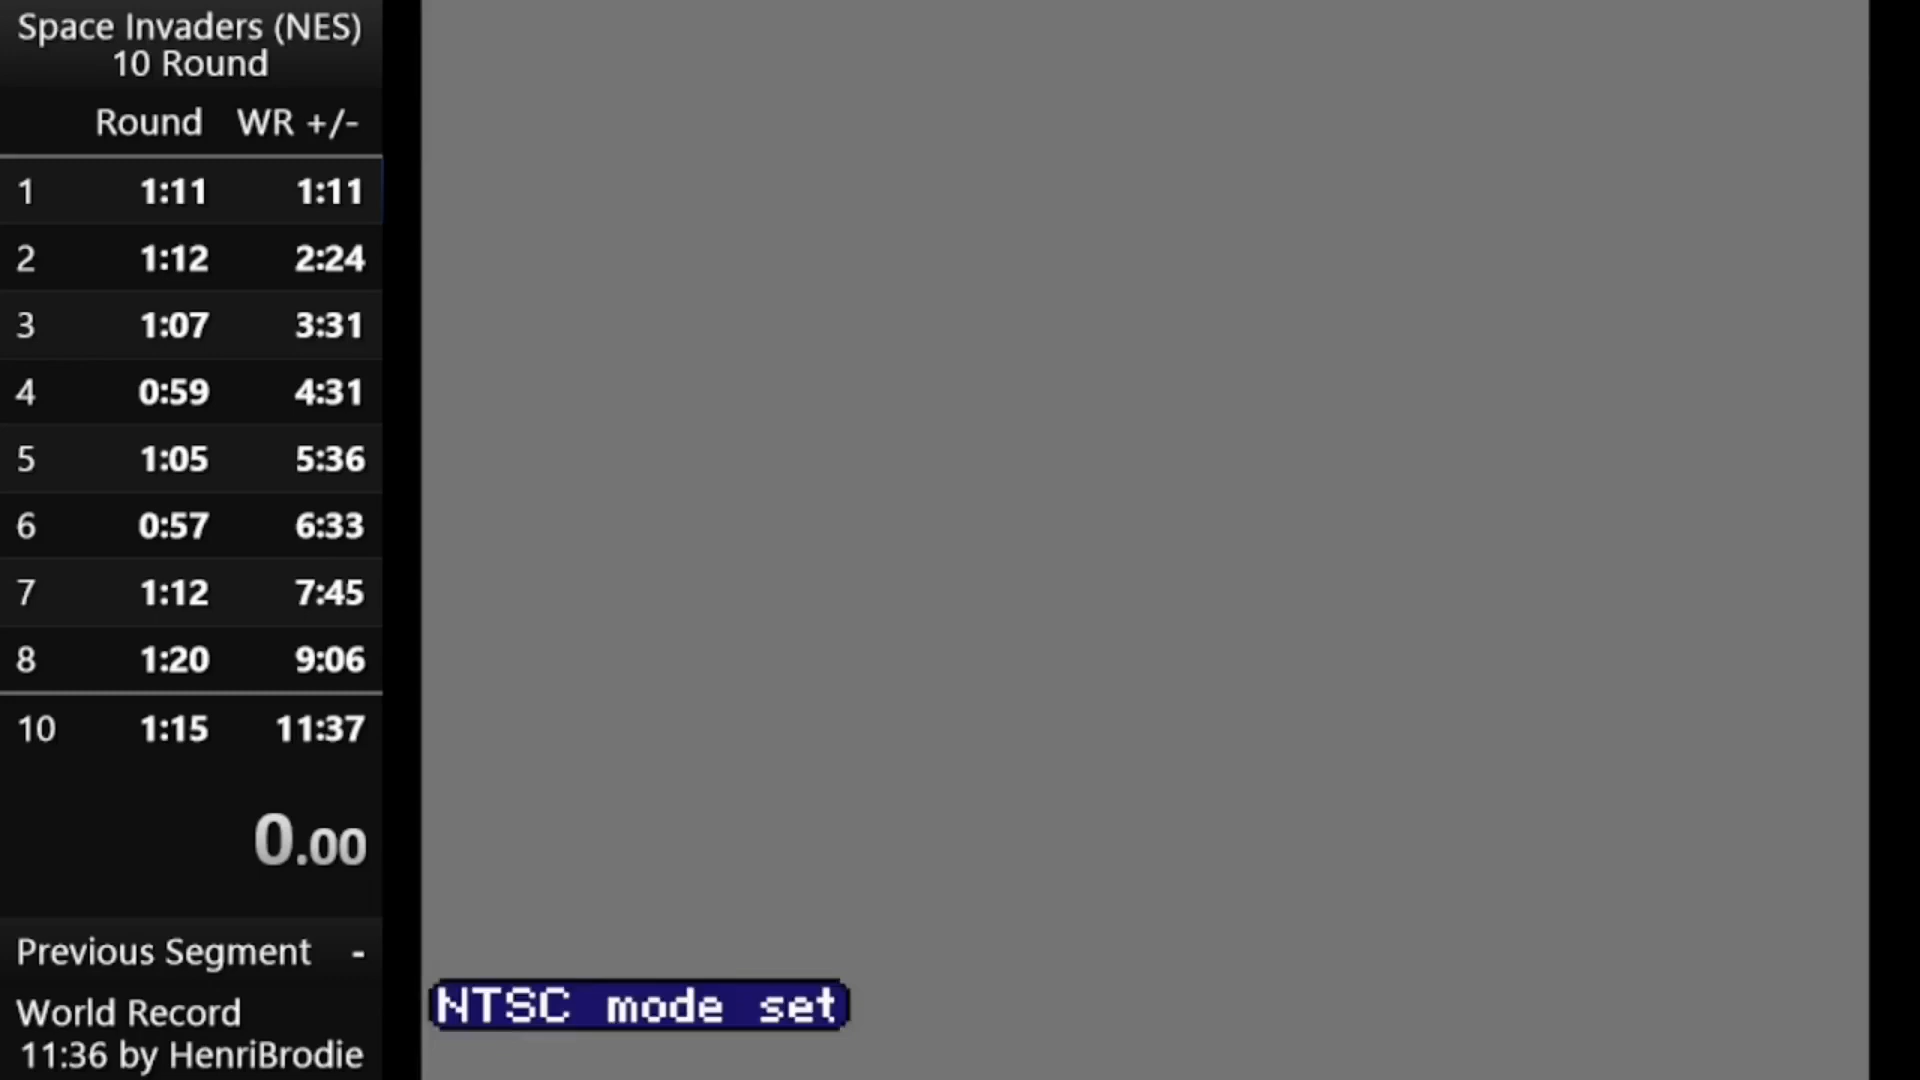 Space Invaders (NES)
10 Round
Round WR +/-
1 1:11 1:11
2 1:12 2:24
3 1:07 3:31
4 0:59 4:31
5 1:05 5:36
6 0:57 6:33
7 1:12 7:45
8 1:20 9:06
10 1:15 11:37
0.00
Previous Segment -
World Record
11:36 by HenriBrodie
NTSC mode set